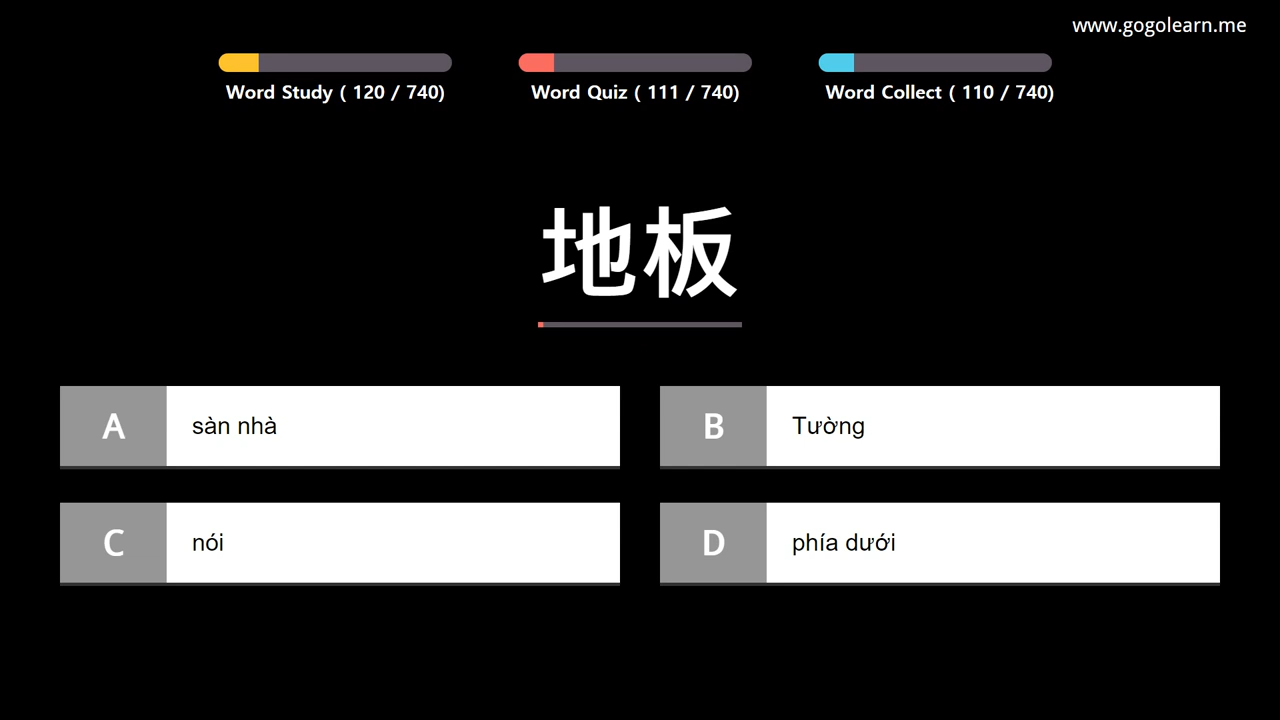 www.gogolearn.me
Word Study ( 120 / 740)
Word Quiz ( 111 / 740)
Word Collect ( 110 / 740)
地板
A sàn nhà
B Tường
C nói
D phía dưới